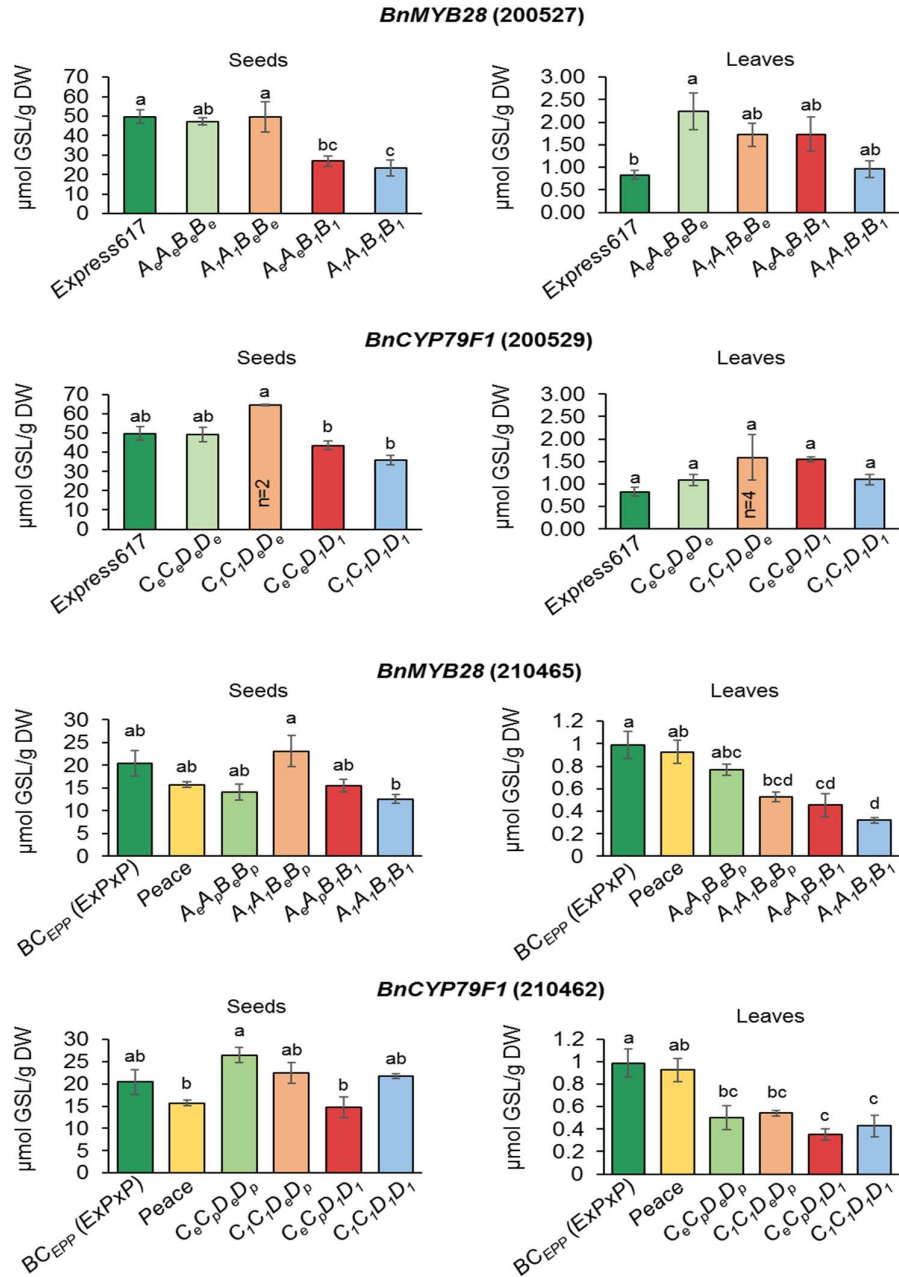 BnMYB28 (200527)
Seeds
Leaves
µmol GSL/g DW
70
60
50
40
30
20
10
0
a
ab
a
bc
c
Express617
AₑAₑBₑBₑ
A₁A₁BₑBₑ
AₑAₑB₁B₁
A₁A₁B₁B₁
µmol GSL/g DW
3.00
2.50
2.00
1.50
1.00
0.50
0.00
b
a
ab
ab
ab
Express617
AₑAₑBₑBₑ
A₁A₁BₑBₑ
AₑAₑB₁B₁
A₁A₁B₁B₁
BnCYP79F1 (200529)
Seeds
Leaves
µmol GSL/g DW
70
60
50
40
30
20
10
0
ab
ab
a
b
b
n=2
Express617
CₑCₑDₑDₑ
C₁C₁DₑDₑ
CₑCₑD₁D₁
C₁C₁D₁D₁
µmol GSL/g DW
3.00
2.50
2.00
1.50
1.00
0.50
0.00
a
a
a
a
a
n=4
Express617
CₑCₑDₑDₑ
C₁C₁DₑDₑ
CₑCₑD₁D₁
C₁C₁D₁D₁
BnMYB28 (210465)
Seeds
Leaves
µmol GSL/g DW
30
25
20
15
10
5
0
ab
ab
ab
a
ab
b
BC_EPP (ExPxP)
Peace
AₑAₚBₑBₚ
A₁A₁BₑBₚ
AₑAₚB₁B₁
A₁A₁B₁B₁
µmol GSL/g DW
1.2
1
0.8
0.6
0.4
0.2
0
a
ab
abc
bcd
cd
d
BC_EPP (ExPxP)
Peace
AₑAₚBₑBₚ
A₁A₁BₑBₚ
AₑAₚB₁B₁
A₁A₁B₁B₁
BnCYP79F1 (210462)
Seeds
Leaves
µmol GSL/g DW
30
25
20
15
10
5
0
ab
b
a
ab
b
ab
BC_EPP (ExPxP)
Peace
CₑCₚDₑDₚ
C₁C₁DₑDₚ
CₑCₚD₁D₁
C₁C₁D₁D₁
µmol GSL/g DW
1.2
1
0.8
0.6
0.4
0.2
0
a
ab
bc
bc
c
c
BC_EPP (ExPxP)
Peace
CₑCₚDₑDₚ
C₁C₁DₑDₚ
CₑCₚD₁D₁
C₁C₁D₁D₁